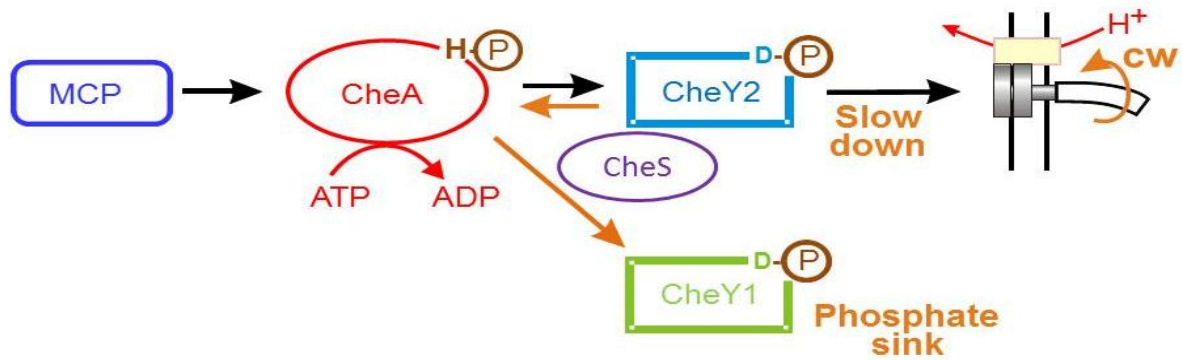 MCP
CheA
H-P
ATP
ADP
CheY2
D-P
CheS
Slow
down
H+
CW
CheY1
D-P
Phosphate
sink